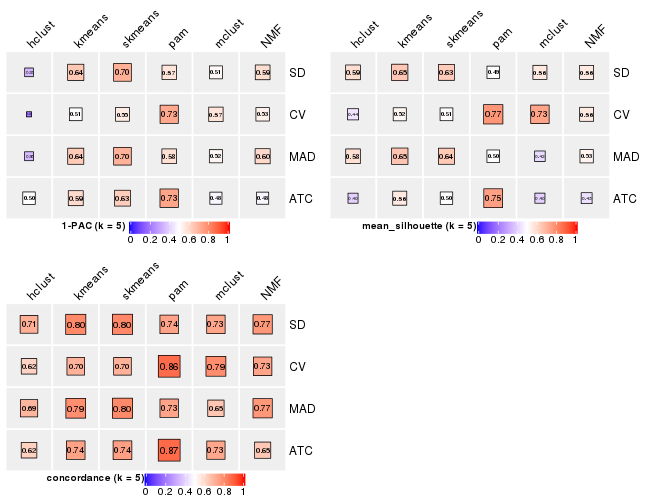 hclust kmeans skmeans pam mclust NMF
0.64 0.70 0.57 0.51 0.59 SD
0.51 0.55 0.73 0.57 0.53 CV
0.64 0.70 0.58 0.52 0.60 MAD
0.50 0.59 0.63 0.73 0.48 0.48 ATC
1-PAC (k = 5)
0 0.2 0.4 0.6 0.8 1
hclust kmeans skmeans pam mclust NMF
0.59 0.65 0.63 0.49 0.56 0.56 SD
0.44 0.52 0.51 0.77 0.73 0.56 CV
0.58 0.65 0.64 0.50 0.53 MAD
0.56 0.50 0.75 ATC
mean_silhouette (k = 5)
0 0.2 0.4 0.6 0.8 1
hclust kmeans skmeans pam mclust NMF
0.71 0.80 0.80 0.74 0.73 0.77 SD
0.62 0.70 0.70 0.86 0.79 0.73 CV
0.69 0.79 0.80 0.73 0.65 0.77 MAD
0.62 0.74 0.74 0.87 0.73 0.65 ATC
concordance (k = 5)
0 0.2 0.4 0.6 0.8 1